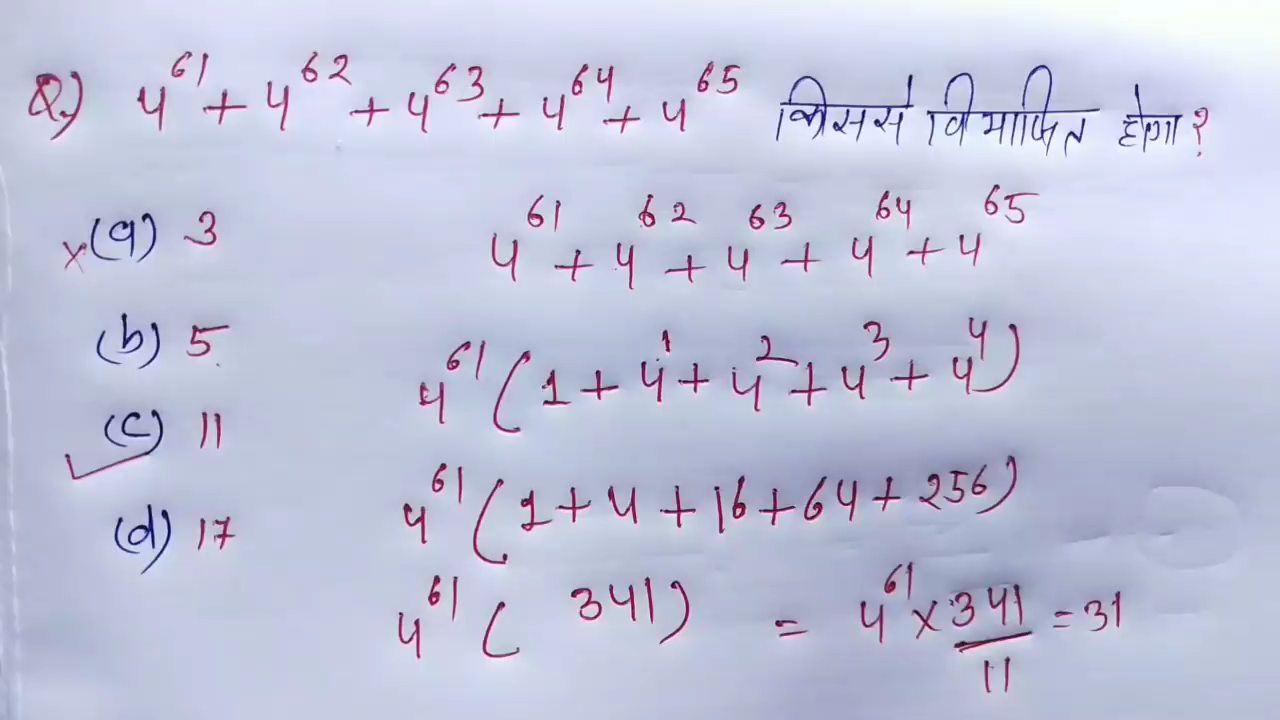 Q.) 4^61 + 4^62 + 4^63 + 4^64 + 4^65 किससे विभाजित होगा?
×(a) 3
(b) 5
✓(c) 11
(d) 17
4^61 + 4^62 + 4^63 + 4^64 + 4^65
4^61 (1 + 4^1 + 4^2 + 4^3 + 4^4)
4^61 (1 + 4 + 16 + 64 + 256)
4^61 ( 341) = 4^61 × 341/11 = 31